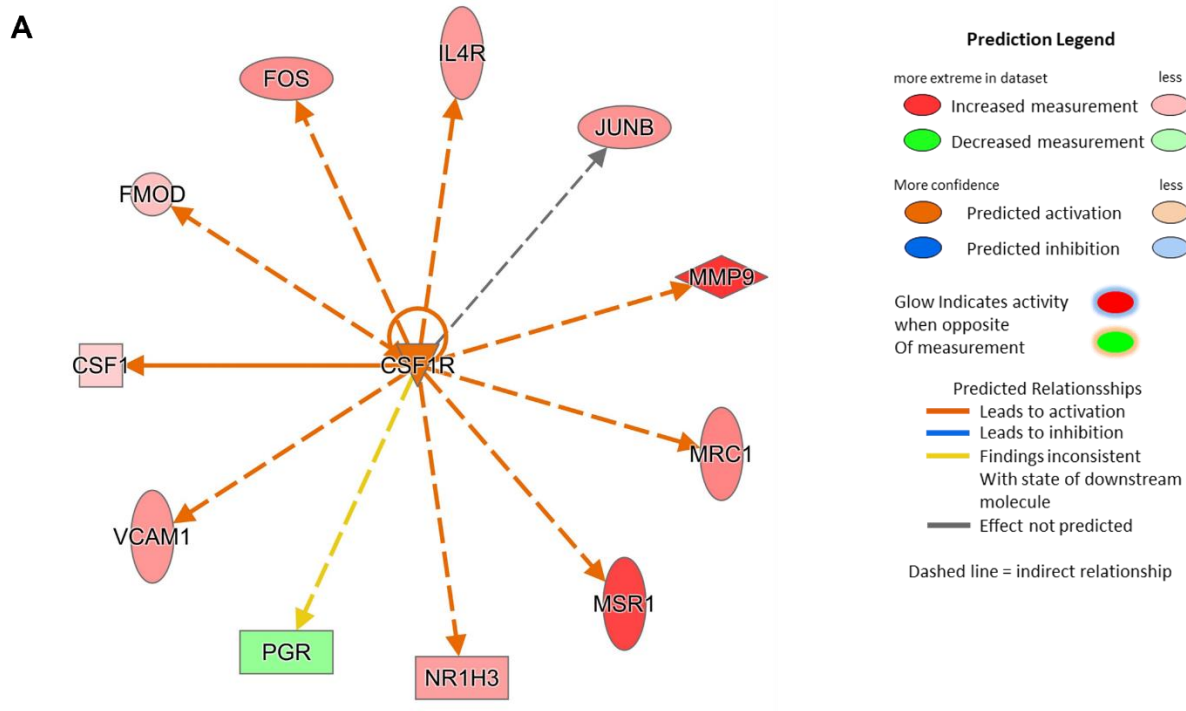 A
IL4R
FOS
JUNB
FMOD
MMP9
CSF1
CSF1R
MRC1
VCAM1
MSR1
PGR
NR1H3
Prediction Legend
more extreme in dataset less
Increased measurement
Decreased measurement
More confidence less
Predicted activation
Predicted inhibition
Glow Indicates activity
when opposite
Of measurement
Predicted Relationsships
Leads to activation
Leads to inhibition
Findings inconsistent
With state of downstream
molecule
Effect not predicted
Dashed line = indirect relationship